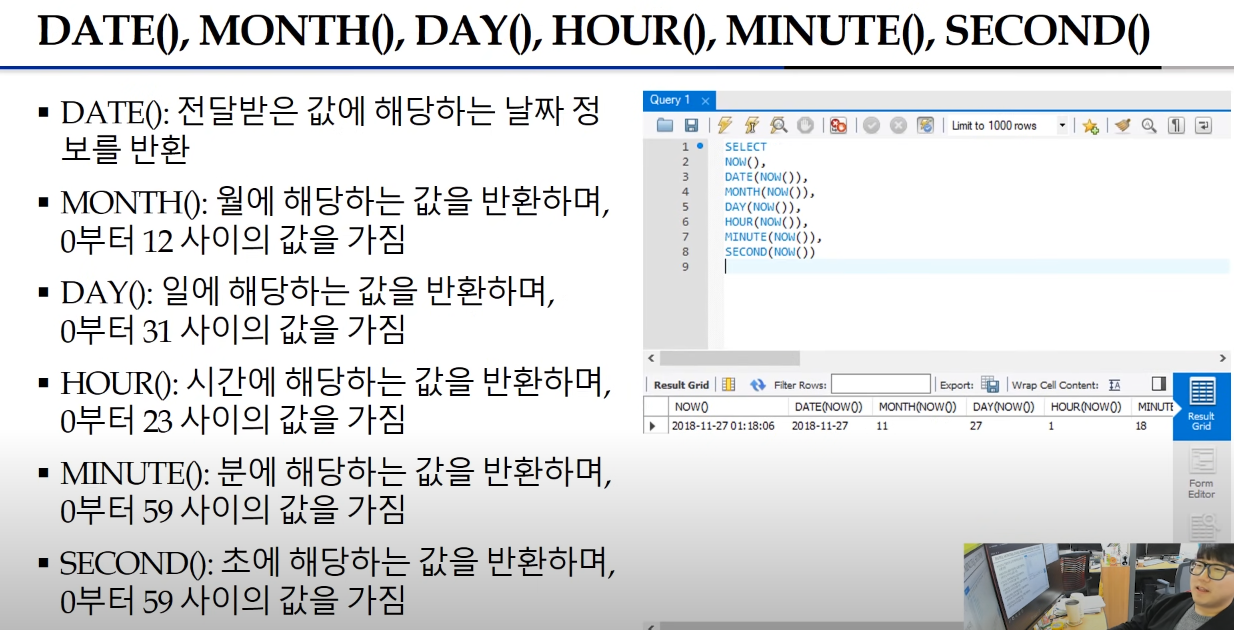 DATE(), MONTH(), DAY(), HOUR(), MINUTE(), SECOND()
▪ DATE(): 전달받은 값에 해당하는 날짜 정
보를 반환
▪ MONTH(): 월에 해당하는 값을 반환하며,
0부터 12 사이의 값을 가짐
▪ DAY(): 일에 해당하는 값을 반환하며,
0부터 31 사이의 값을 가짐
▪ HOUR(): 시간에 해당하는 값을 반환하며,
0부터 23 사이의 값을 가짐
▪ MINUTE(): 분에 해당하는 값을 반환하며,
0부터 59 사이의 값을 가짐
▪ SECOND(): 초에 해당하는 값을 반환하며,
0부터 59 사이의 값을 가짐
Query 1
Limit to 1000 rows
1 SELECT
2 NOW(),
3 DATE(NOW()),
4 MONTH(NOW()),
5 DAY(NOW()),
6 HOUR(NOW()),
7 MINUTE(NOW()),
8 SECOND(NOW())
9
Result Grid Filter Rows: Export: Wrap Cell Content:
NOW() DATE(NOW()) MONTH(NOW()) DAY(NOW()) HOUR(NOW()) MINUTE
2018-11-27 01:18:06 2018-11-27 11 27 1 18
Result
Grid
Form
Editor